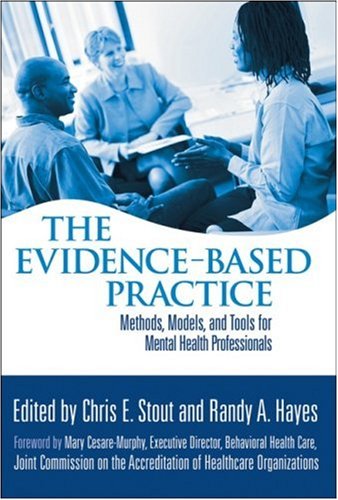 THE
EVIDENCE-BASED
PRACTICE
Methods, Models, and Tools for
Mental Health Professionals
Edited by Chris E. Stout and Randy A. Hayes
Foreword by Mary Cesare-Murphy, Executive Director, Behavioral Health Care,
Joint Commission on the Accreditation of Healthcare Organizations